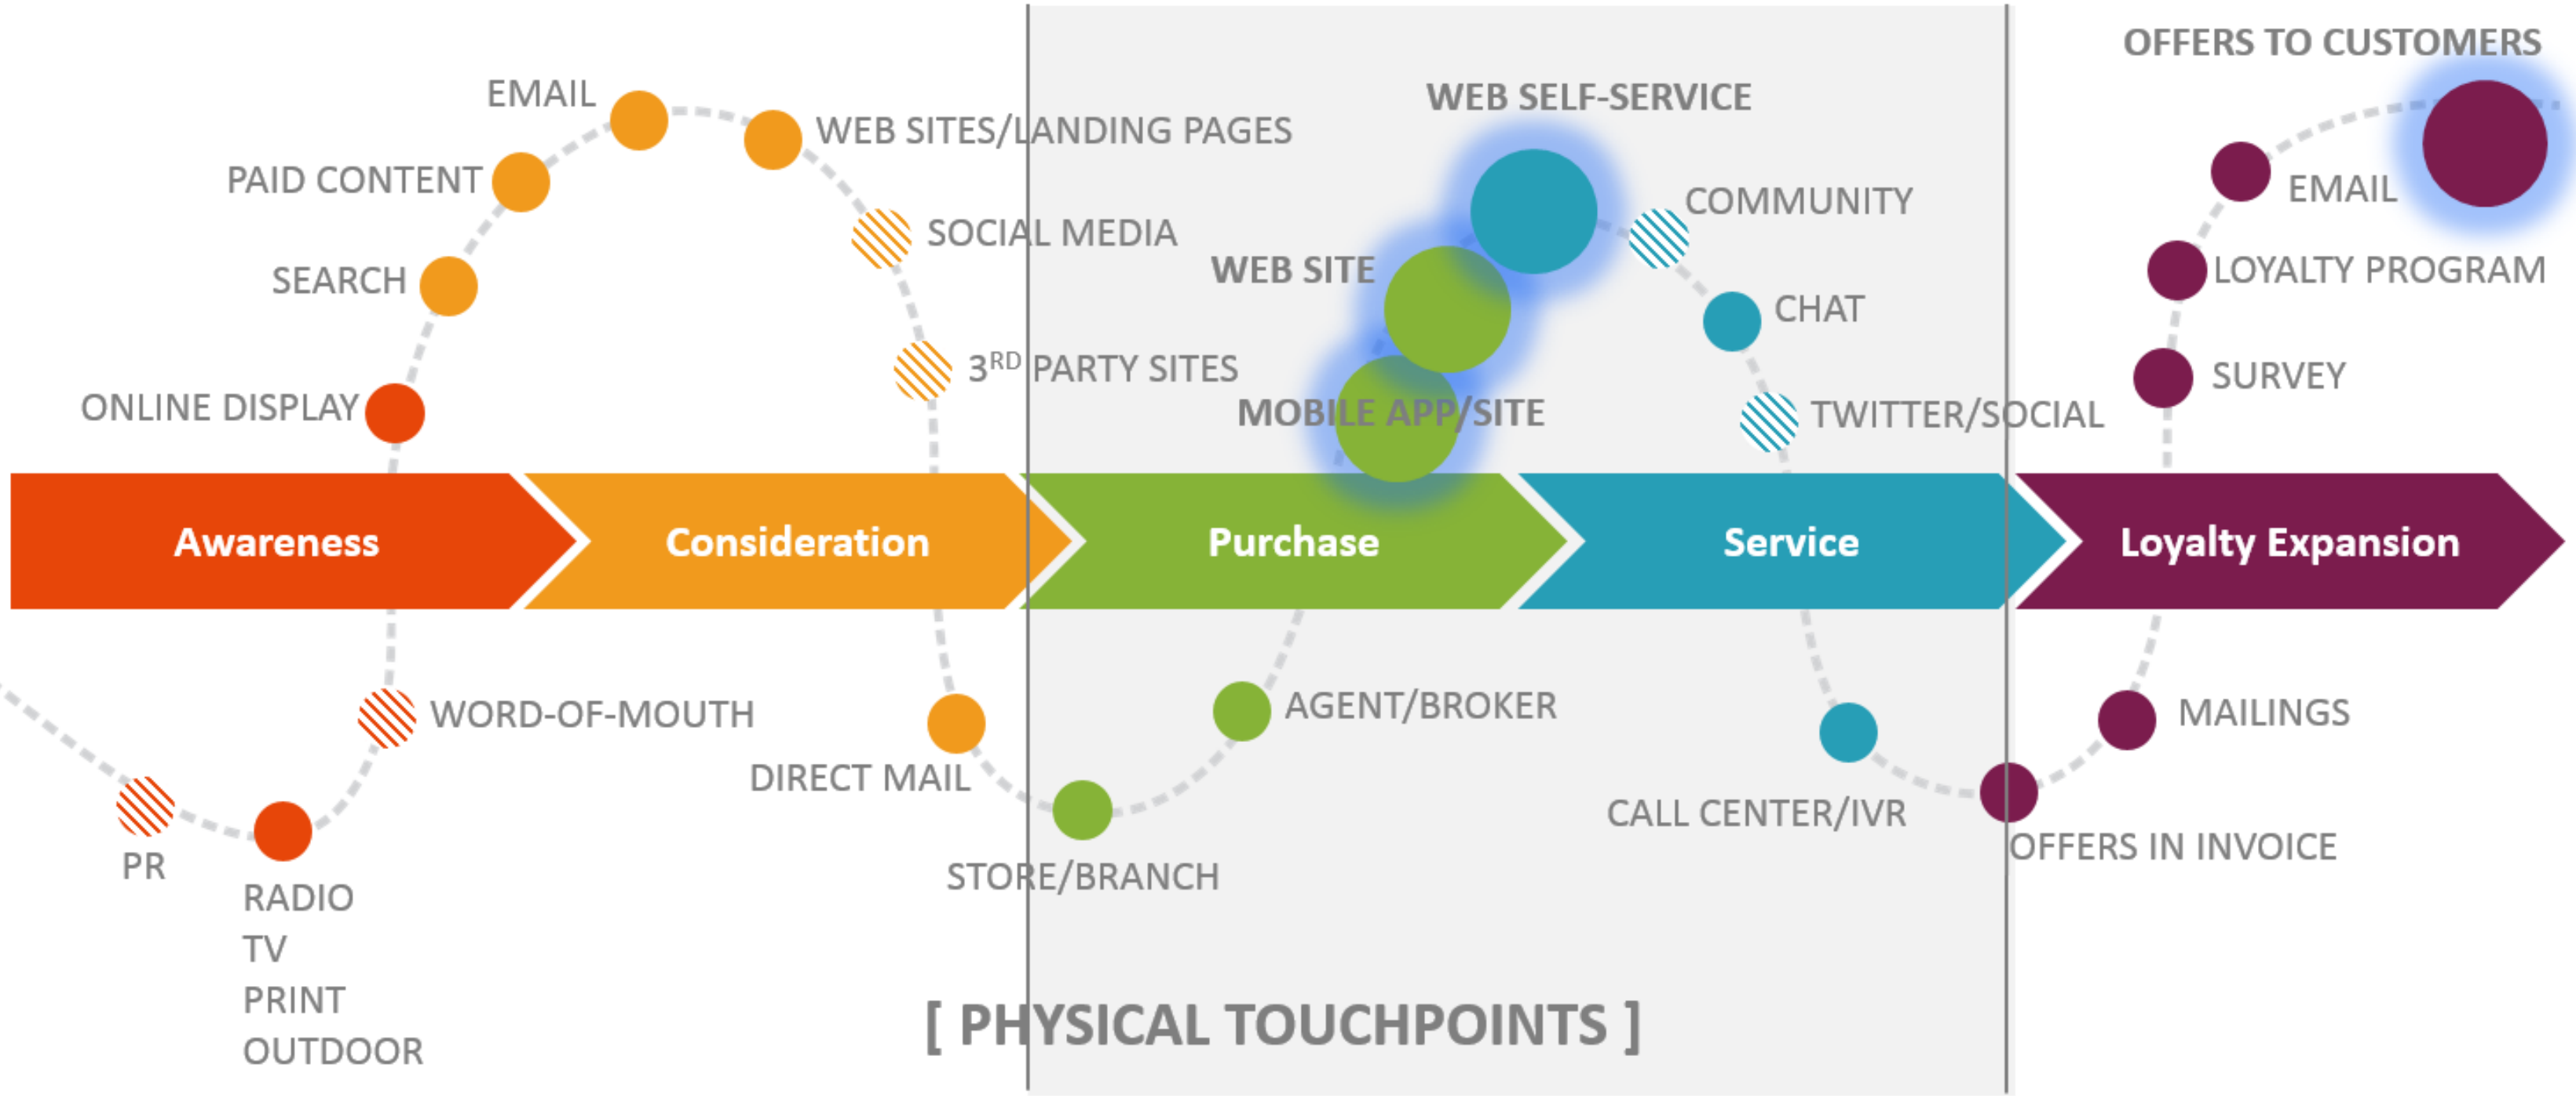 OFFERS TO CUSTOMERS
EMAIL
WEB SELF-SERVICE
WEB SITES/LANDING PAGES
PAID CONTENT
COMMUNITY
EMAIL
SOCIAL MEDIA
SEARCH
WEB SITE
LOYALTY PROGRAM
CHAT
3RD PARTY SITES
SURVEY
ONLINE DISPLAY
MOBILE APP/SITE
TWITTER/SOCIAL
Awareness
Consideration
Purchase
Service
Loyalty Expansion
WORD-OF-MOUTH
AGENT/BROKER
MAILINGS
DIRECT MAIL
CALL CENTER/IVR
OFFERS IN INVOICE
PR
STORE/BRANCH
RADIO
TV
PRINT
OUTDOOR
[ PHYSICAL TOUCHPOINTS ]